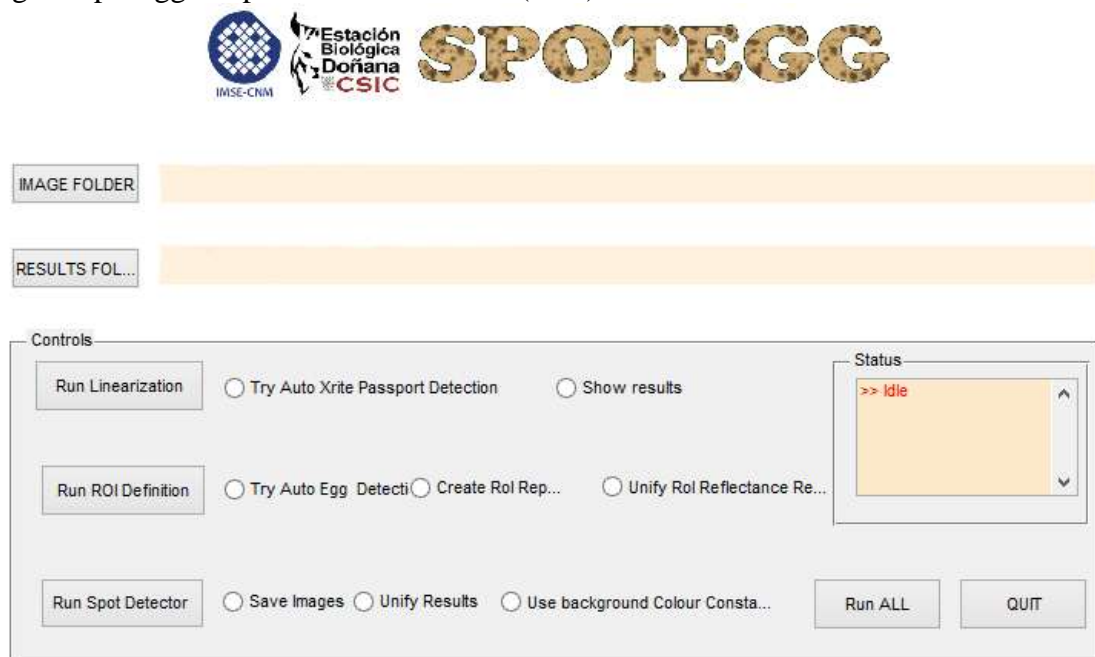 Estación
Biológica
Doñana
CSIC
IMSE-CNM
SPOTEGG
IMAGE FOLDER
RESULTS FOL...
Controls
Run Linearization
Try Auto Xrite Passport Detection
Show results
Status
>> Idle
Run ROI Definition
Try Auto Egg Detecti
Create RoI Rep...
Unify RoI Reflectance Re...
Run Spot Detector
Save Images
Unify Results
Use background Colour Consta...
Run ALL
QUIT